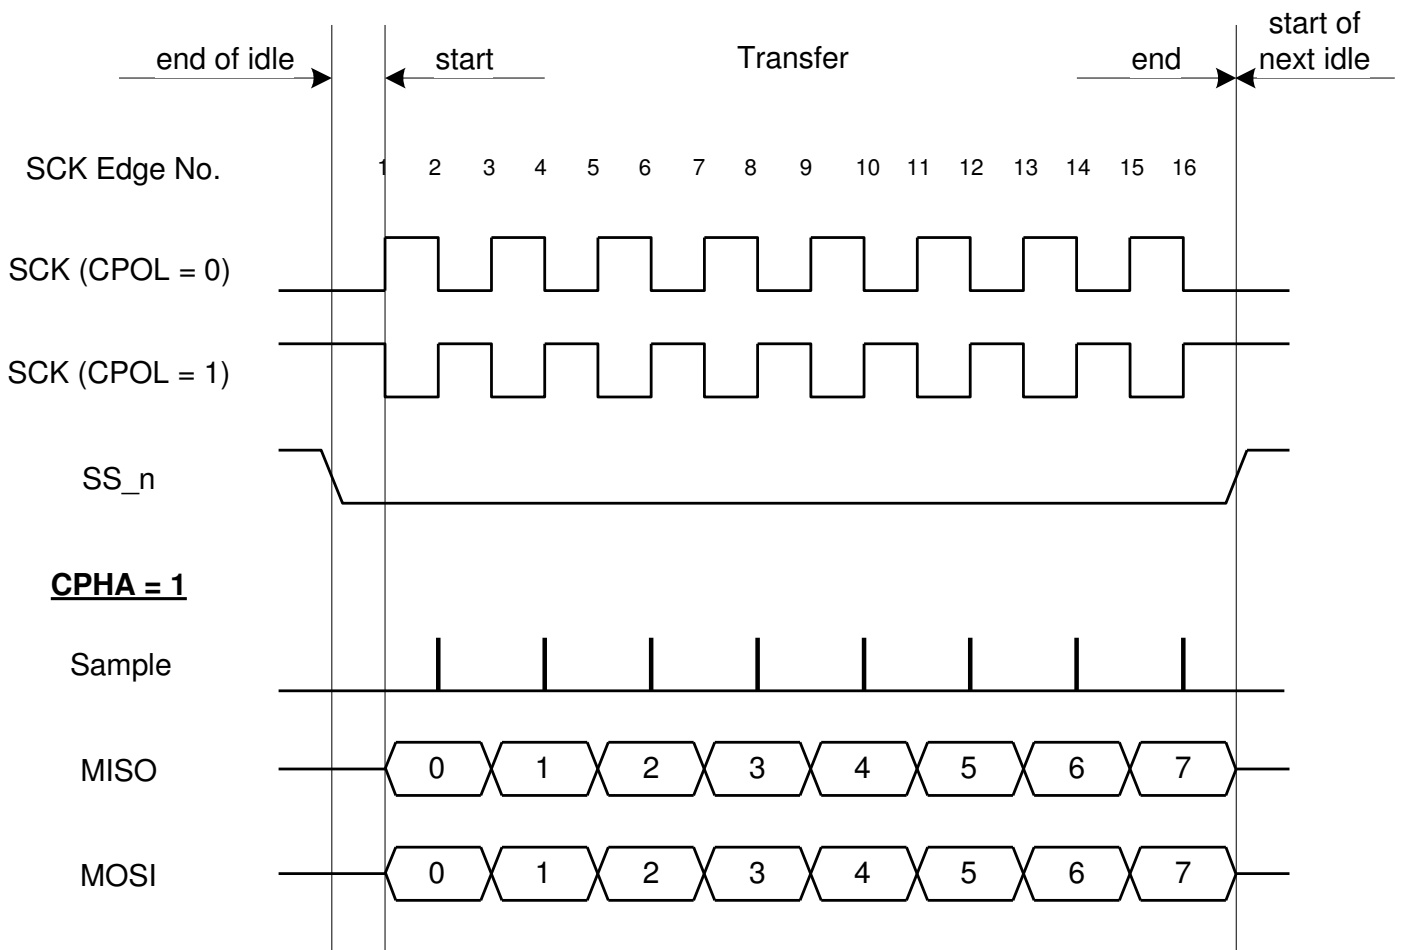 start of
end of idle start Transfer end next idle
SCK Edge No. 1 2 3 4 5 6 7 8 9 10 11 12 13 14 15 16
SCK (CPOL = 0)
SCK (CPOL = 1)
SS_n
CPHA = 1
Sample
MISO 0 1 2 3 4 5 6 7
MOSI 0 1 2 3 4 5 6 7